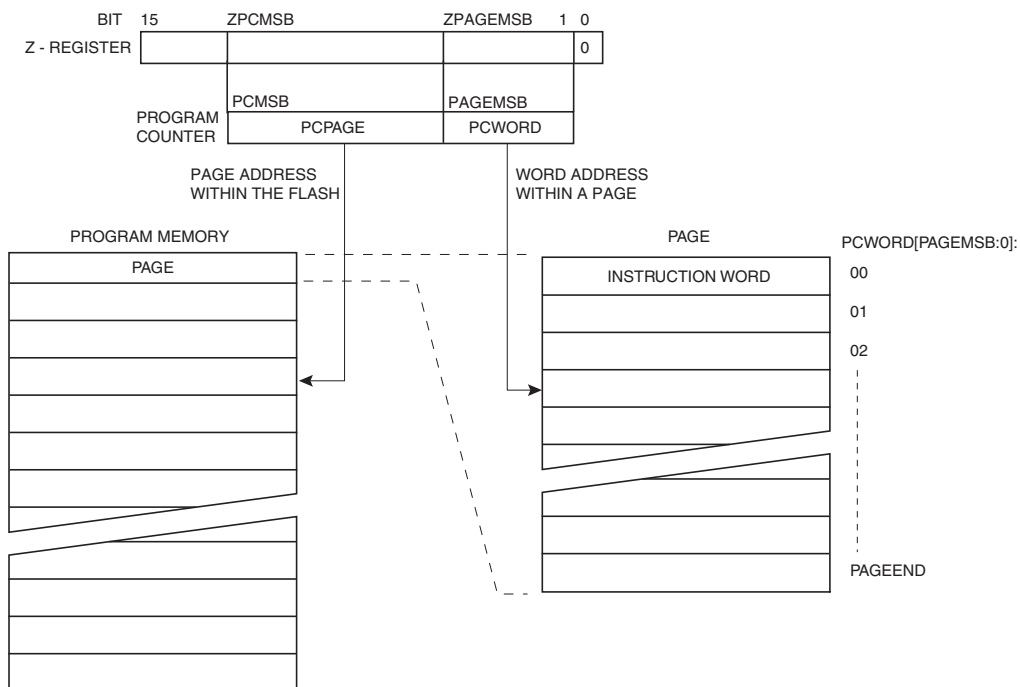 BIT 15 ZPCMSB ZPAGEMSB 1 0
Z - REGISTER 0
PCMSB PAGEMSB
PROGRAM
COUNTER
PCPAGE PCWORD
PAGE ADDRESS
WITHIN THE FLASH
WORD ADDRESS
WITHIN A PAGE
PROGRAM MEMORY
PAGE
PAGE
PCWORD[PAGEMSB:0]:
INSTRUCTION WORD
00
01
02
PAGEEND